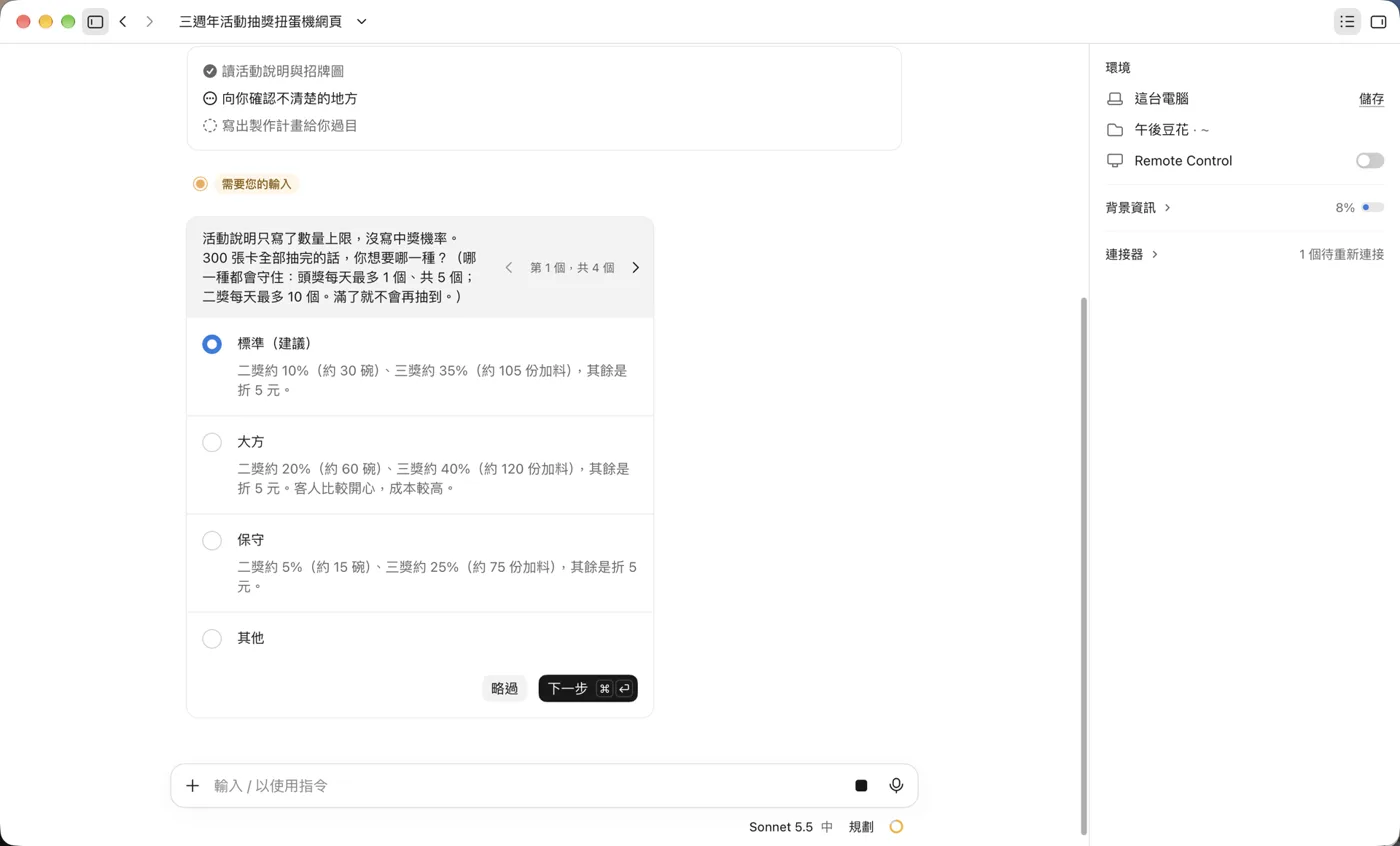 三週年活動抽獎扭蛋機網頁
讀活動說明與招牌圖
向你確認不清楚的地方
寫出製作計畫給你過目
需要您的輸入
活動說明只寫了數量上限，沒寫中獎機率。
300 張卡全部抽完的話，你想要哪一種？（哪
一種都會守住：頭獎每天最多 1 個、共 5 個；
二獎每天最多 10 個。滿了就不會再抽到。）
第 1 個，共 4 個
標準（建議）
二獎約 10%（約 30 碗）、三獎約 35%（約 105 份加料），其餘是
折 5 元。
大方
二獎約 20%（約 60 碗）、三獎約 40%（約 120 份加料），其餘是
折 5 元。客人比較開心，成本較高。
保守
二獎約 5%（約 15 碗）、三獎約 25%（約 75 份加料），其餘是折 5
元。
其他
略過
下一步 ⌘ ↵
輸入 / 以使用指令
Sonnet 5.5 中 規劃
環境
這台電腦 儲存
午後豆花 · ~
Remote Control
背景資訊 8%
連接器 1 個待重新連接